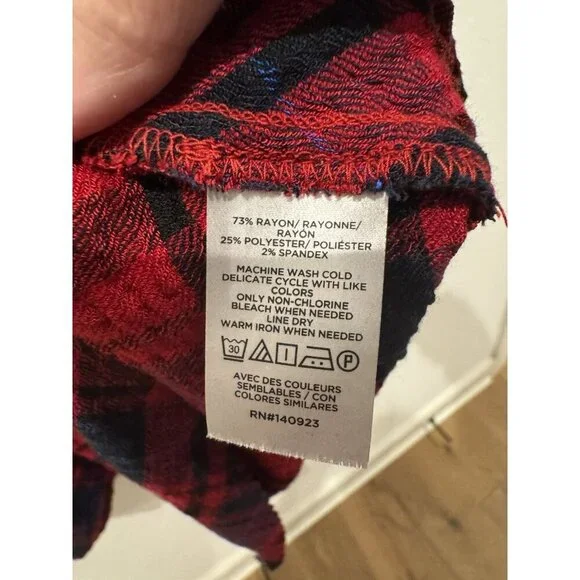 73% RAYON/ RAYONNE/
RAYÓN
25% POLYESTER/ POLIÉSTER
2% SPANDEX
MACHINE WASH COLD
DELICATE CYCLE WITH LIKE
COLORS
ONLY NON-CHLORINE
BLEACH WHEN NEEDED
LINE DRY
WARM IRON WHEN NEEDED
30 P
AVEC DES COULEURS
SEMBLABLES / CON
COLORES SIMILARES
RN#140923